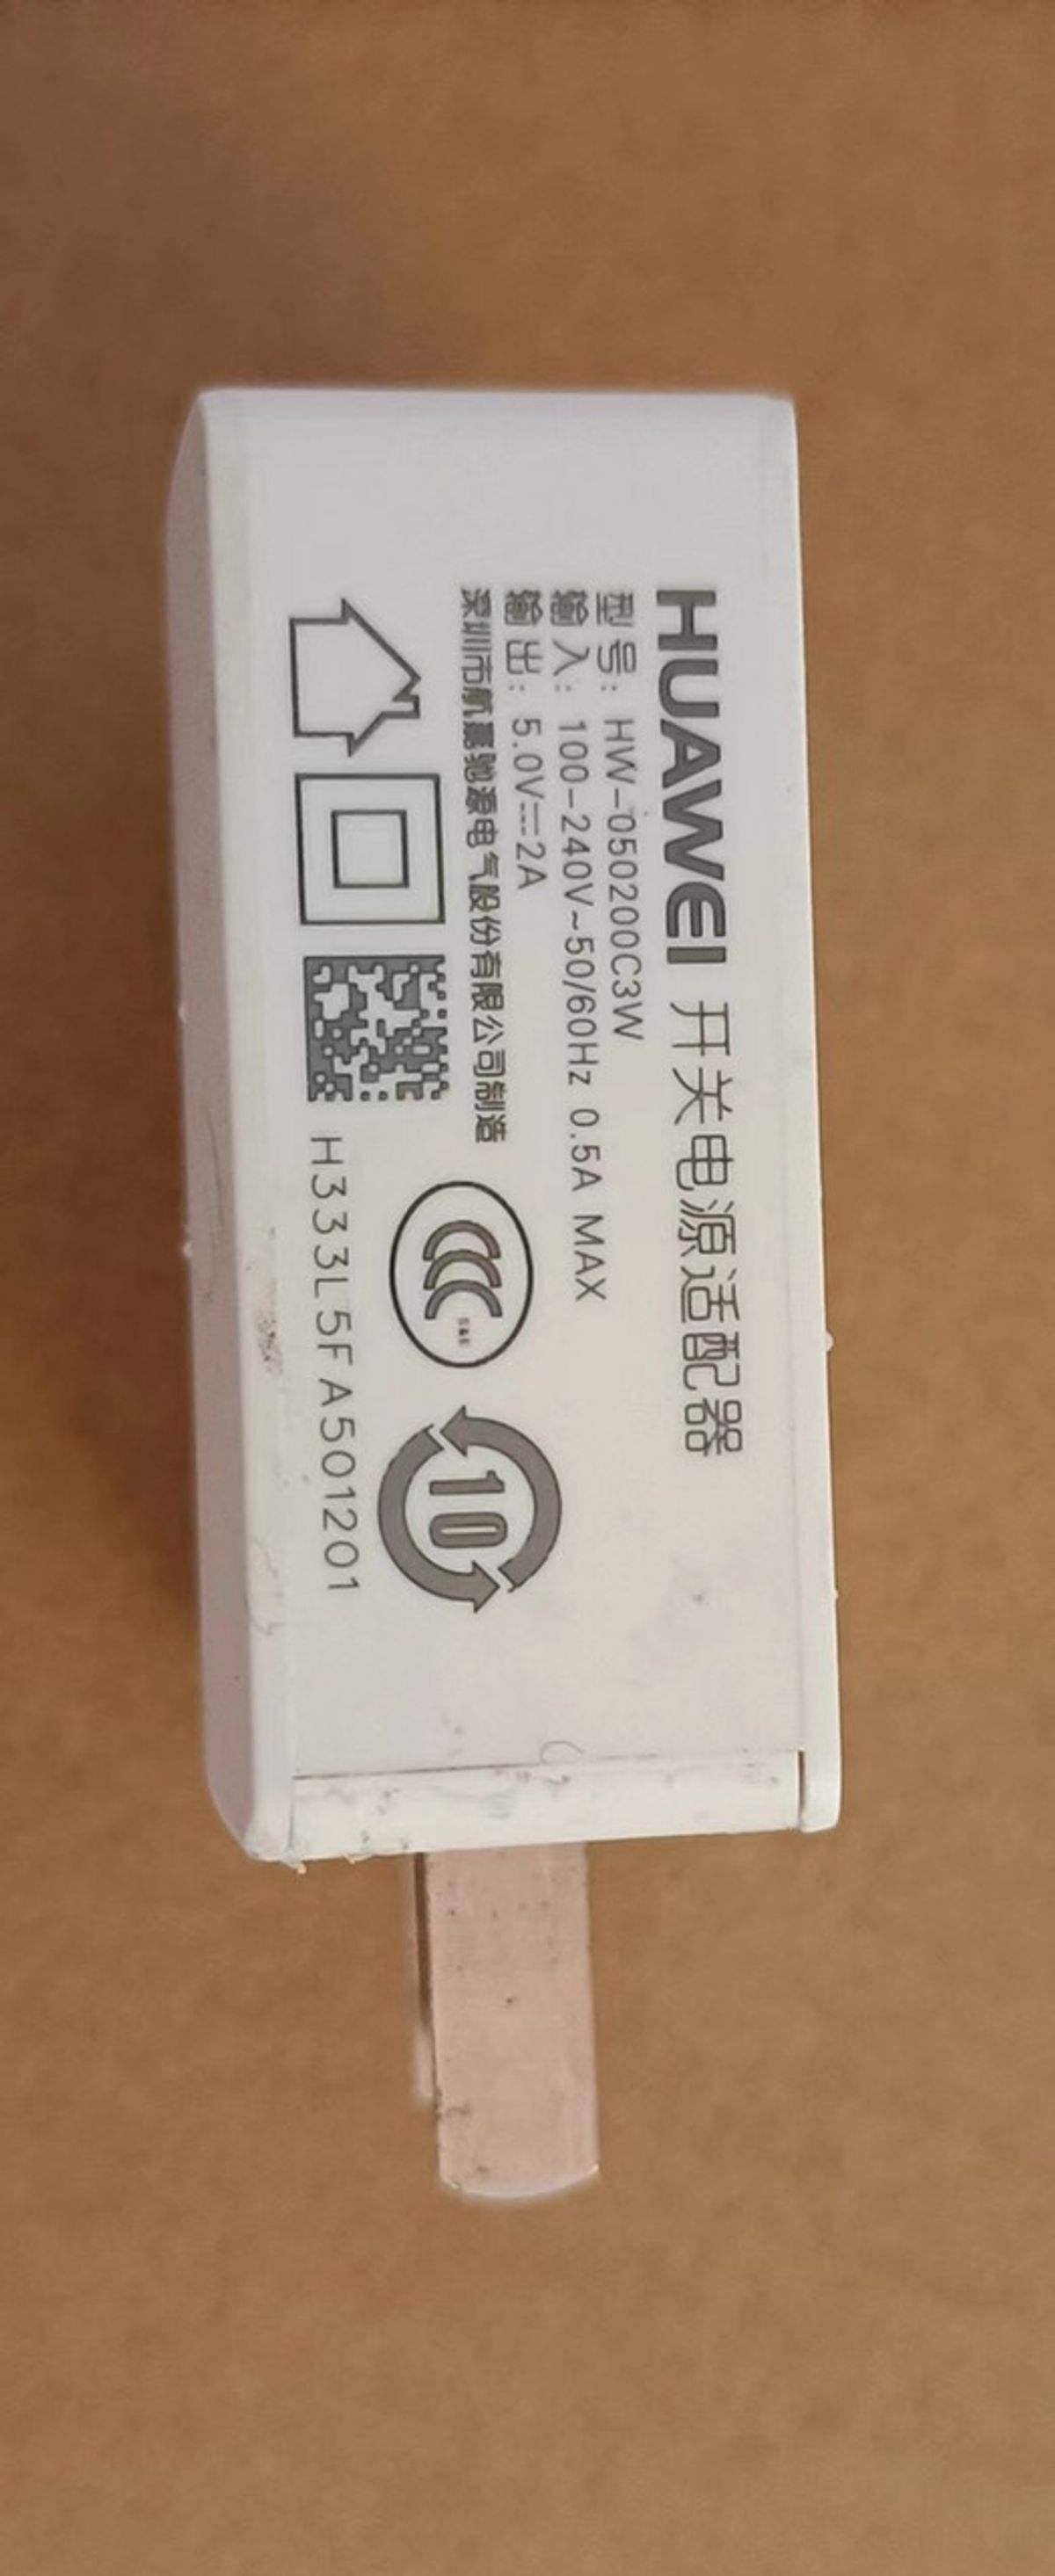 HUAWEI 开关电源适配器
型号: HW-050200C3W
输入: 100-240V~50/60Hz 0.5A MAX
输出: 5.0V⎓2A
深圳市航嘉驰源电气股份有限公司制造
CCC S&E
10
H333L5FA501201